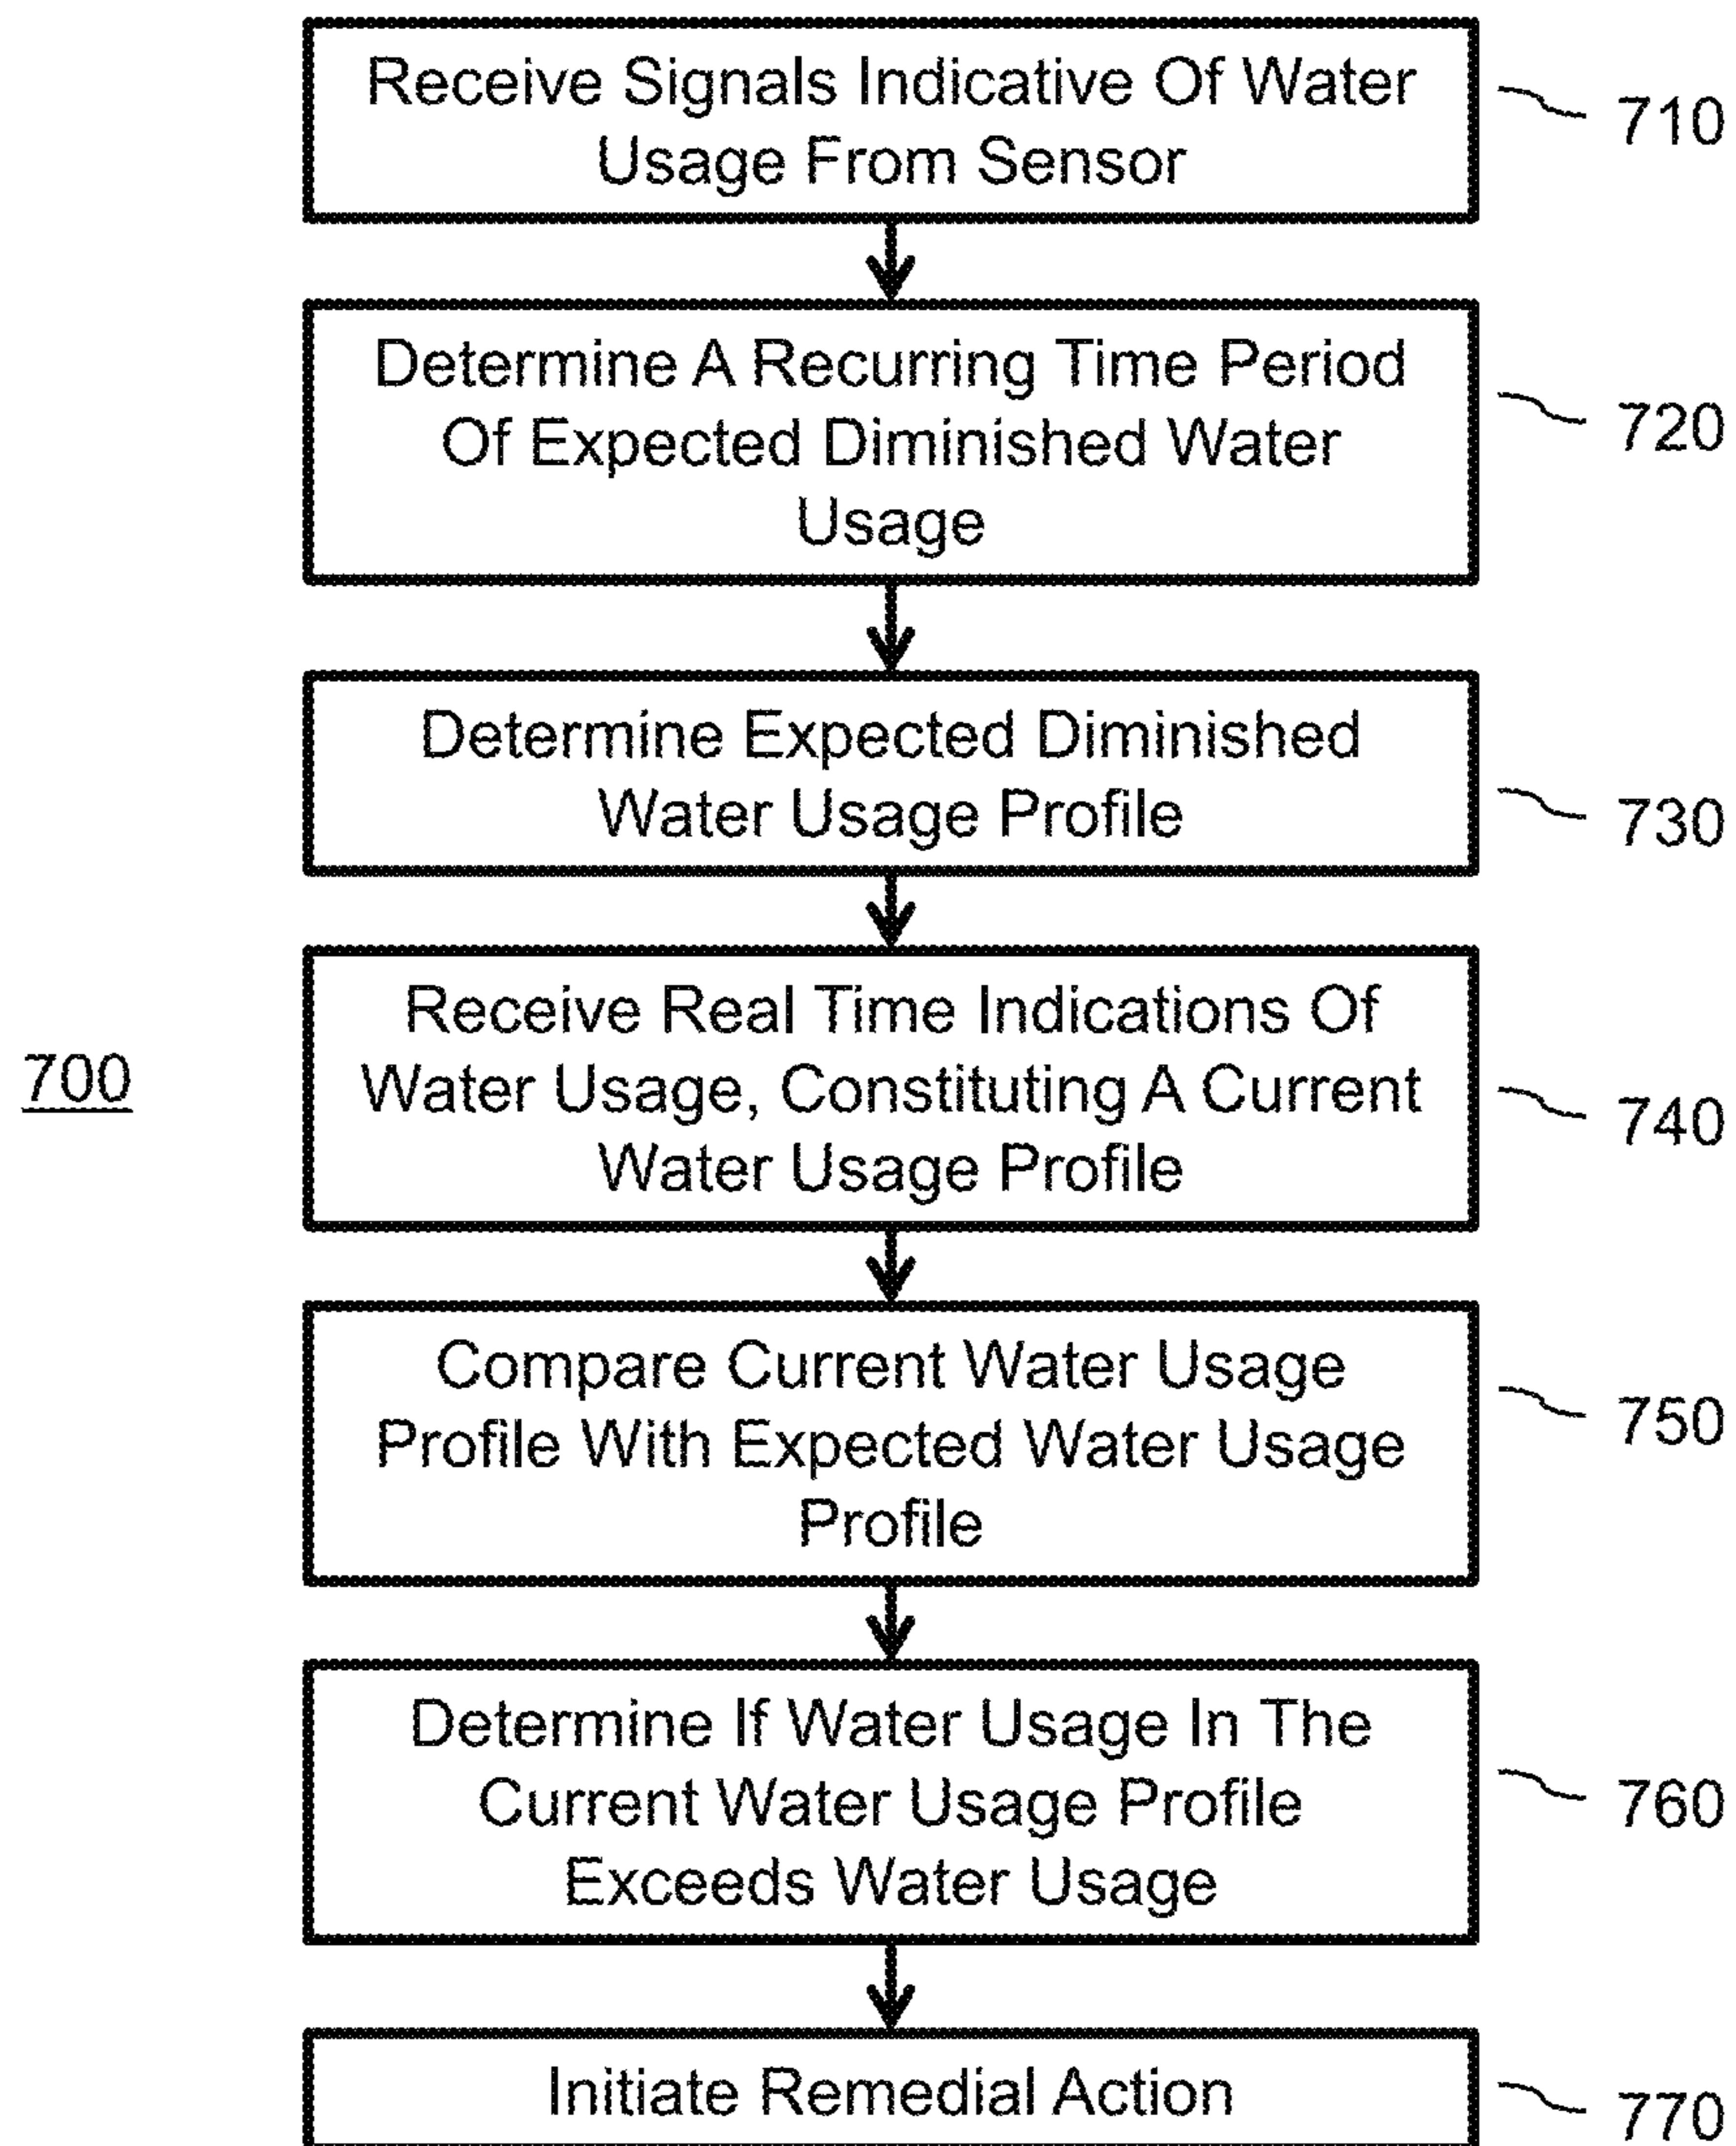 Receive Signals Indicative Of Water
Usage From Sensor
710
Determine A Recurring Time Period
Of Expected Diminished Water
Usage
720
Determine Expected Diminished
Water Usage Profile
730
700
Receive Real Time Indications Of
Water Usage, Constituting A Current
Water Usage Profile
740
Compare Current Water Usage
Profile With Expected Water Usage
Profile
750
Determine If Water Usage In The
Current Water Usage Profile
Exceeds Water Usage
760
Initiate Remedial Action
770